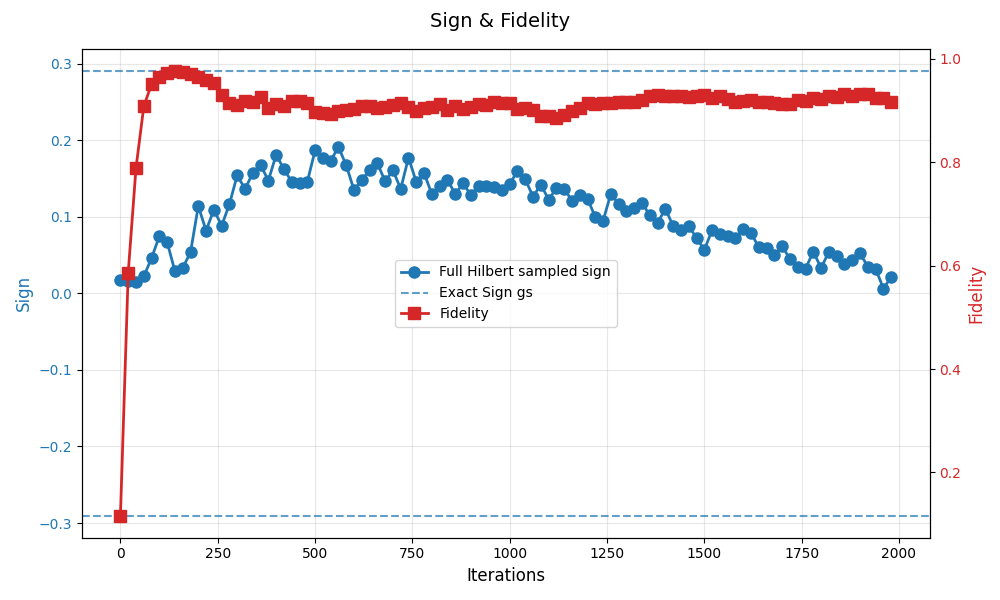 Sign & Fidelity
0.3
0.2
0.1
0.0
−0.1
−0.2
−0.3
Sign
1.0
0.8
0.6
0.4
0.2
Fidelity
Full Hilbert sampled sign
Exact Sign gs
Fidelity
0 250 500 750 1000 1250 1500 1750 2000
Iterations